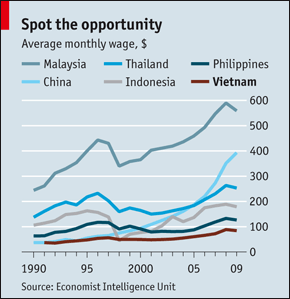 Spot the opportunity
Average monthly wage, $
Malaysia Thailand Philippines
China Indonesia Vietnam
600
500
400
300
200
100
0
1990 95 2000 05 09
Source: Economist Intelligence Unit